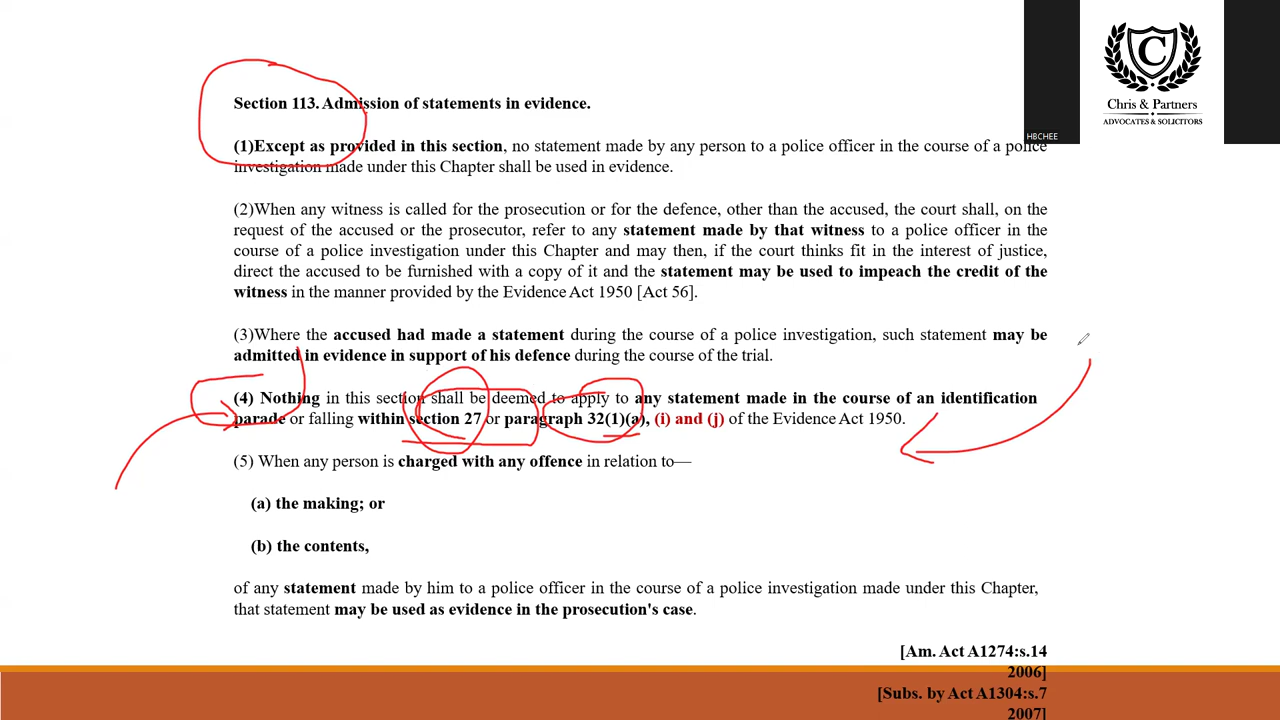 C
Chris & Partners
ADVOCATES & SOLICITORS
HBCHEE
Section 113. Admission of statements in evidence.
(1)Except as provided in this section, no statement made by any person to a police officer in the course of a police
investigation made under this Chapter shall be used in evidence.
(2)When any witness is called for the prosecution or for the defence, other than the accused, the court shall, on the
request of the accused or the prosecutor, refer to any statement made by that witness to a police officer in the
course of a police investigation under this Chapter and may then, if the court thinks fit in the interest of justice,
direct the accused to be furnished with a copy of it and the statement may be used to impeach the credit of the
witness in the manner provided by the Evidence Act 1950 [Act 56].
(3)Where the accused had made a statement during the course of a police investigation, such statement may be
admitted in evidence in support of his defence during the course of the trial.
(4) Nothing in this section shall be deemed to apply to any statement made in the course of an identification
parade or falling within section 27 or paragraph 32(1)(a), (i) and (j) of the Evidence Act 1950.
(5) When any person is charged with any offence in relation to—
(a) the making; or
(b) the contents,
of any statement made by him to a police officer in the course of a police investigation made under this Chapter,
that statement may be used as evidence in the prosecution's case.
[Am. Act A1274:s.14
2006]
[Subs. by Act A1304:s.7
2007]